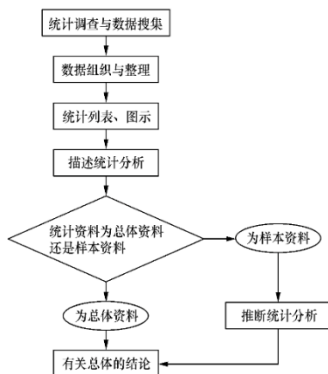 统计调查与数据搜集
数据组织与整理
统计列表、图示
描述统计分析
统计资料为总体资料
还是样本资料
为样本资料
为总体资料
推断统计分析
有关总体的结论